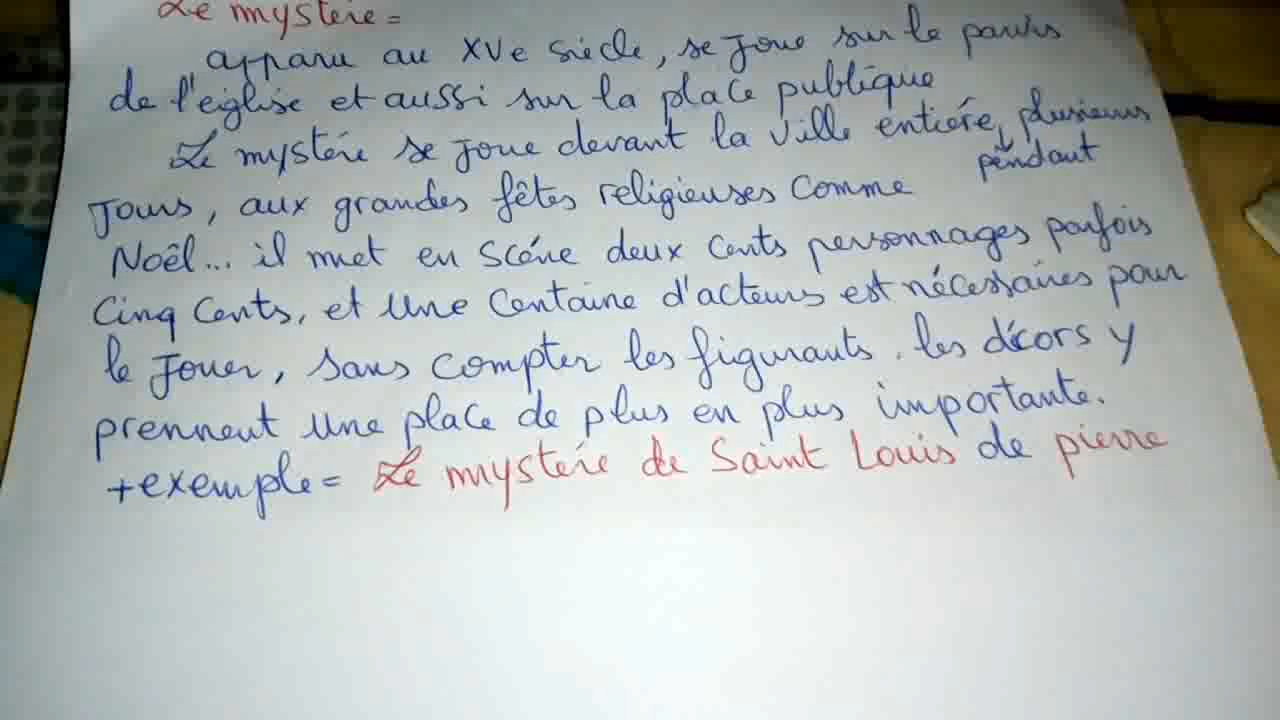 Le mystère =
apparu au XVe siècle, se joue sur le parvis
de l'église et aussi sur la place publique
Le mystère se joue devant la ville entière, plusieurs
pendant
jours, aux grandes fêtes religieuses comme
Noël... il met en scène deux cents personnages parfois
cinq cents, et une centaine d'acteurs est nécessaires pour
le jouer, sans compter les figurants. les décors y
prennent une place de plus en plus importante.
+exemple = Le mystère de Saint Louis de pierre